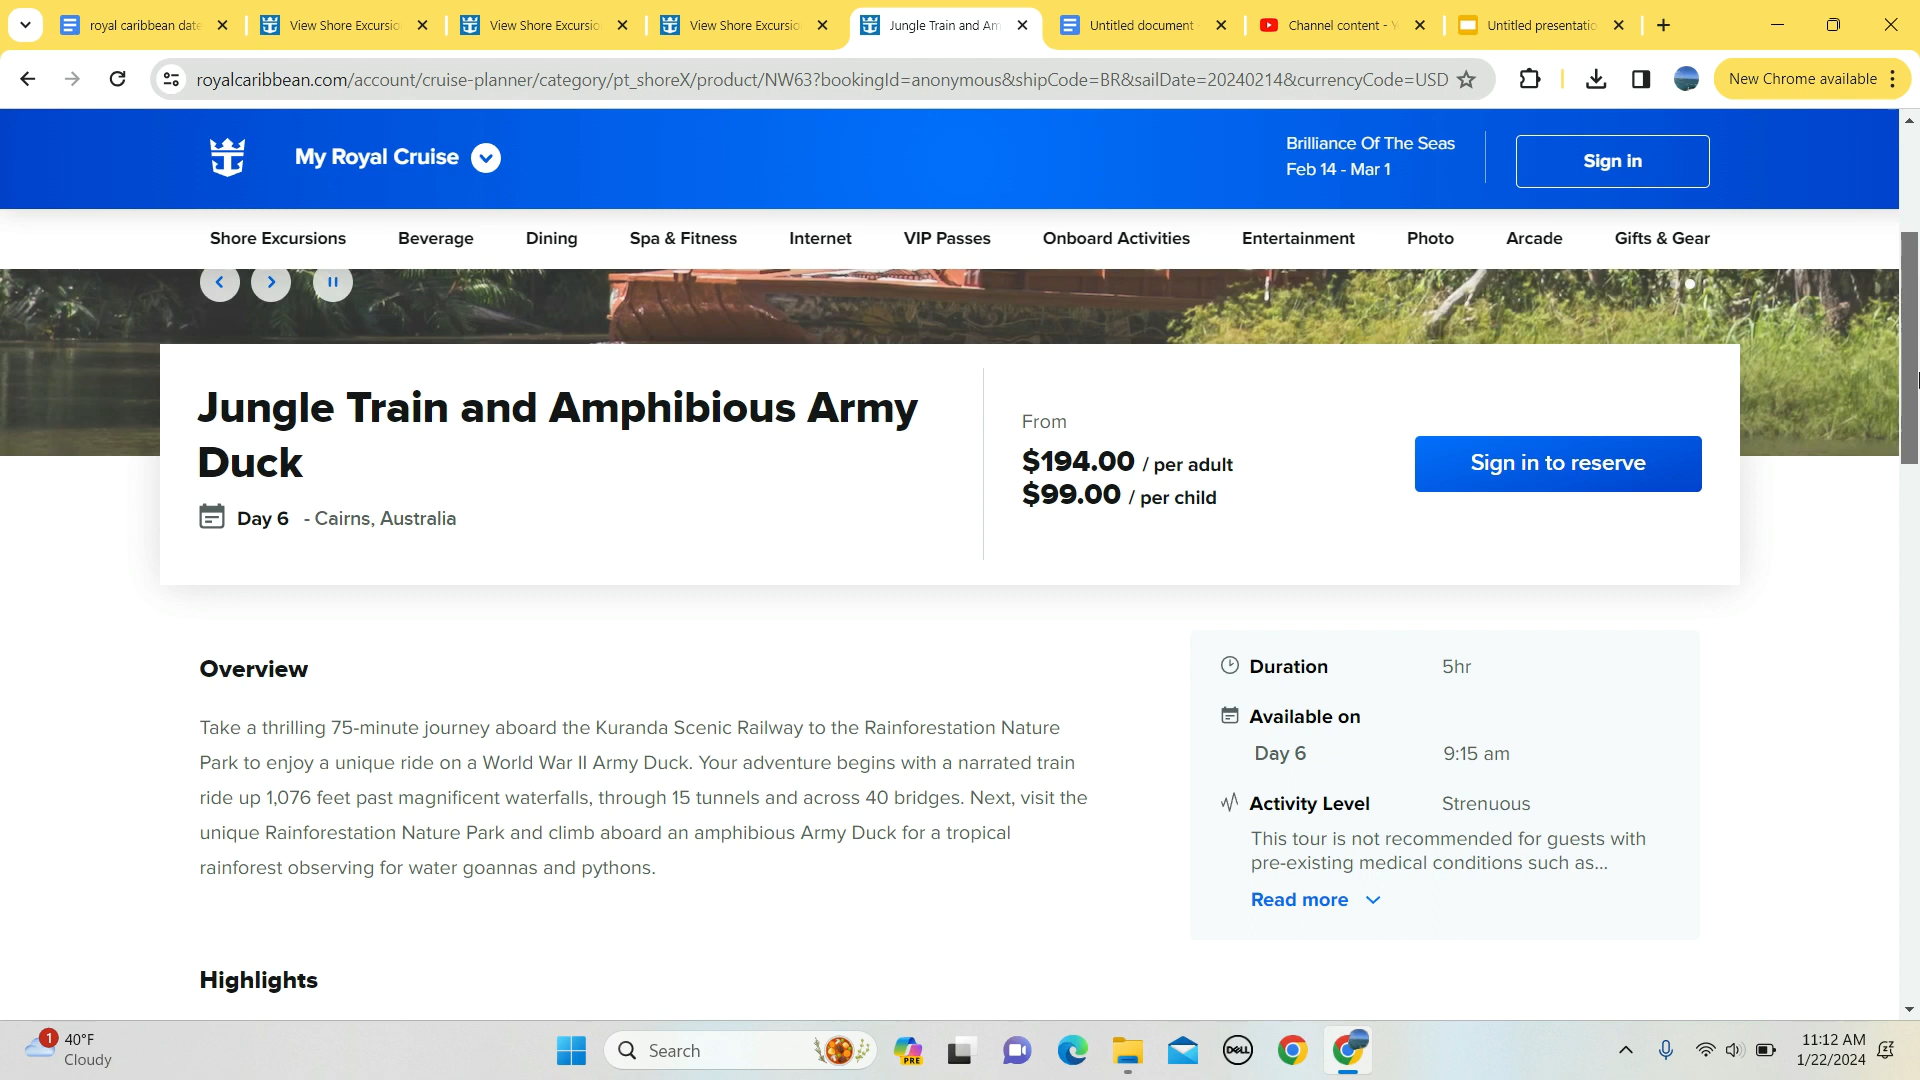 royal caribbean date
View Shore Excursio
View Shore Excursio
View Shore Excursio
Jungle Train and Am
Untitled document
Channel content - Y
Untitled presentatio
royalcaribbean.com/account/cruise-planner/category/pt_shoreX/product/NW63?bookingId=anonymous&shipCode=BR&sailDate=20240214&currencyCode=USD
New Chrome available
My Royal Cruise
Brilliance Of The Seas
Feb 14 - Mar 1
Sign in
Shore Excursions Beverage Dining Spa & Fitness Internet VIP Passes Onboard Activities Entertainment Photo Arcade Gifts & Gear
Jungle Train and Amphibious Army
Duck
Day 6 - Cairns, Australia
From
$194.00 / per adult
$99.00 / per child
Sign in to reserve
Overview
Take a thrilling 75-minute journey aboard the Kuranda Scenic Railway to the Rainforestation Nature
Park to enjoy a unique ride on a World War II Army Duck. Your adventure begins with a narrated train
ride up 1,076 feet past magnificent waterfalls, through 15 tunnels and across 40 bridges. Next, visit the
unique Rainforestation Nature Park and climb aboard an amphibious Army Duck for a tropical
rainforest observing for water goannas and pythons.
Duration 5hr
Available on
Day 6 9:15 am
Activity Level Strenuous
This tour is not recommended for guests with
pre-existing medical conditions such as...
Read more
Highlights
1
40°F
Cloudy
Search
PRE
DELL
11:12 AM
1/22/2024